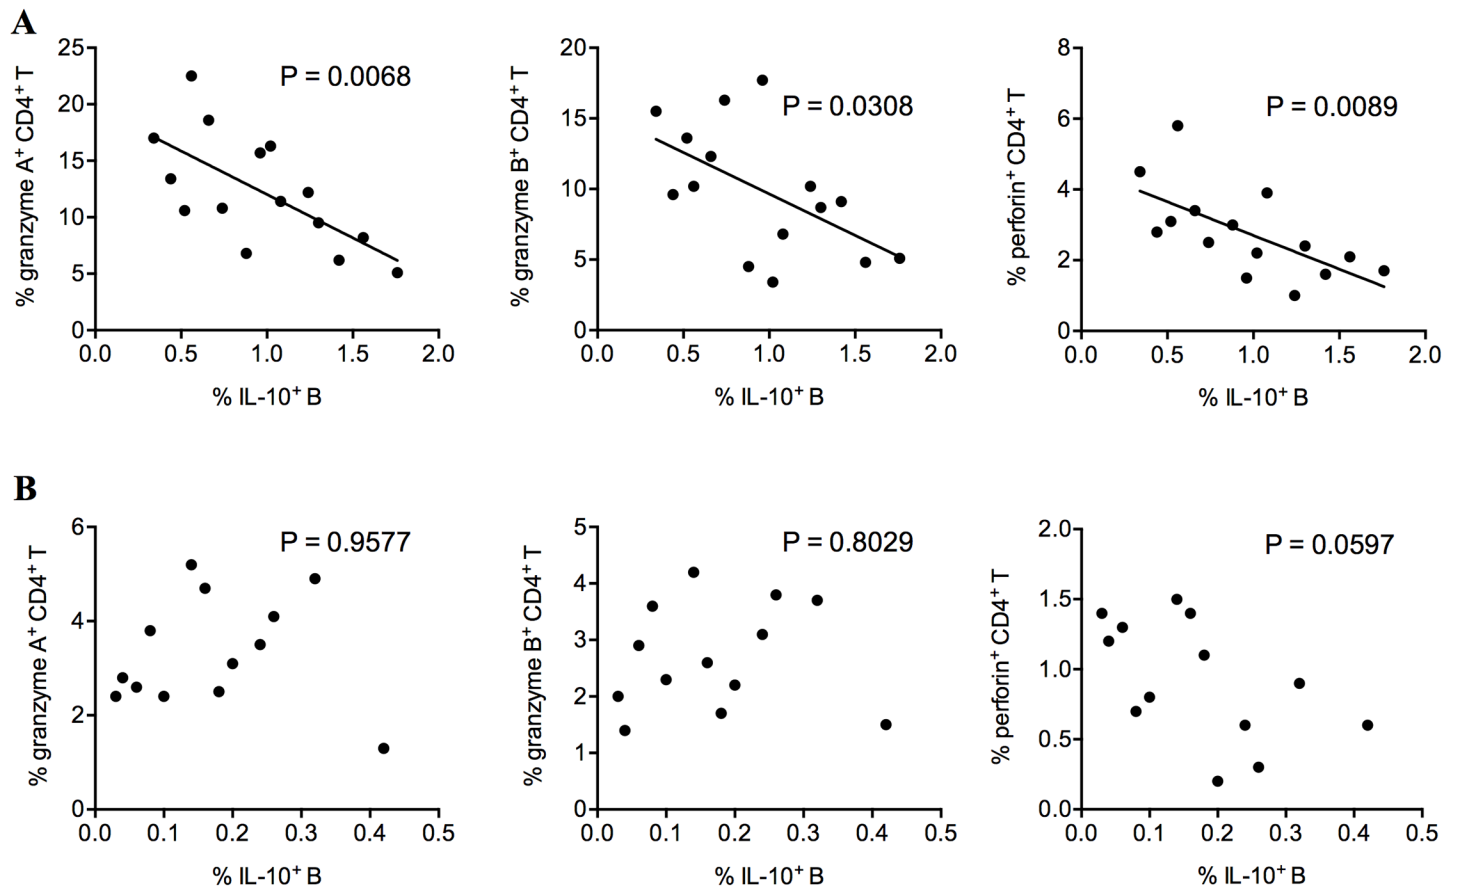 A
% granzyme A⁺ CD4⁺ T
25
20
15
10
5
0
P = 0.0068
0.0 0.5 1.0 1.5 2.0
% IL-10⁺ B
% granzyme B⁺ CD4⁺ T
20
15
10
5
0
P = 0.0308
0.0 0.5 1.0 1.5 2.0
% IL-10⁺ B
% perforin⁺ CD4⁺ T
8
6
4
2
0
P = 0.0089
0.0 0.5 1.0 1.5 2.0
% IL-10⁺ B
B
% granzyme A⁺ CD4⁺ T
6
4
2
0
P = 0.9577
0.0 0.1 0.2 0.3 0.4 0.5
% IL-10⁺ B
% granzyme B⁺ CD4⁺ T
5
4
3
2
1
0
P = 0.8029
0.0 0.1 0.2 0.3 0.4 0.5
% IL-10⁺ B
% perforin⁺ CD4⁺ T
2.0
1.5
1.0
0.5
0.0
P = 0.0597
0.0 0.1 0.2 0.3 0.4 0.5
% IL-10⁺ B